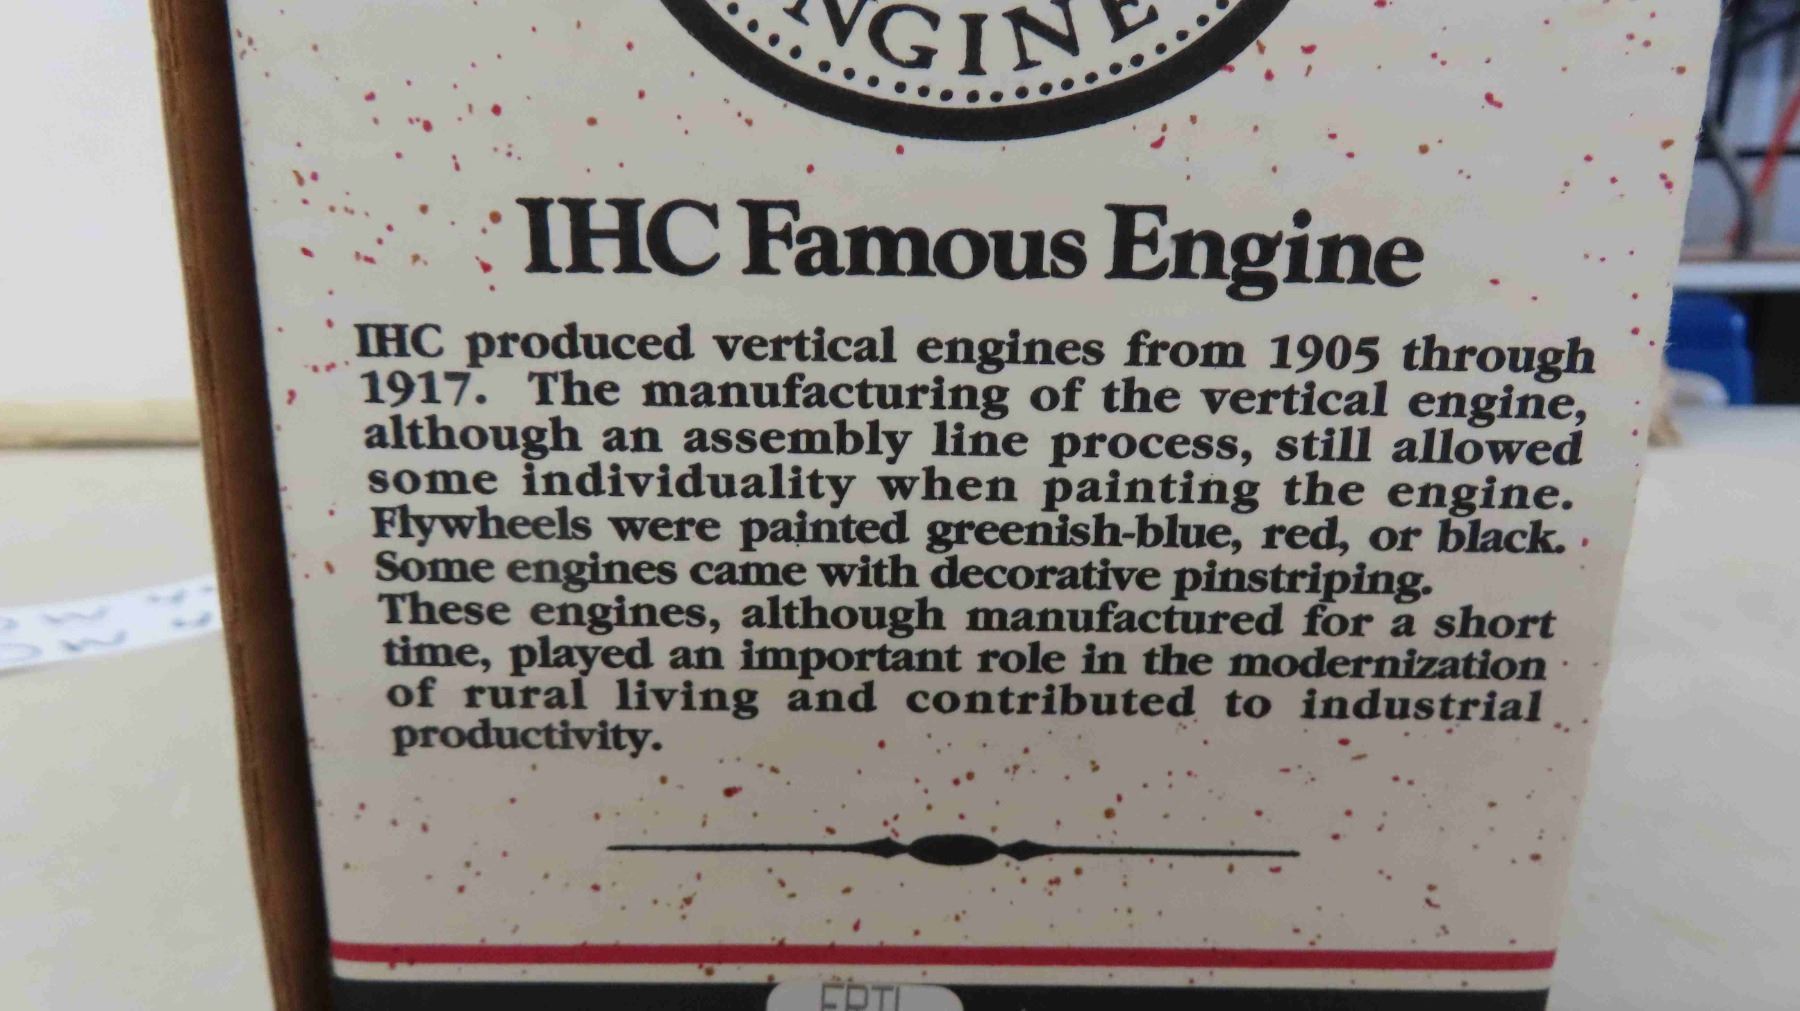 ENGINE
IHC Famous Engine
IHC produced vertical engines from 1905 through
1917. The manufacturing of the vertical engine,
although an assembly line process, still allowed
some individuality when painting the engine.
Flywheels were painted greenish-blue, red, or black.
Some engines came with decorative pinstriping.
These engines, although manufactured for a short
time, played an important role in the modernization
of rural living and contributed to industrial
productivity.
ERTL